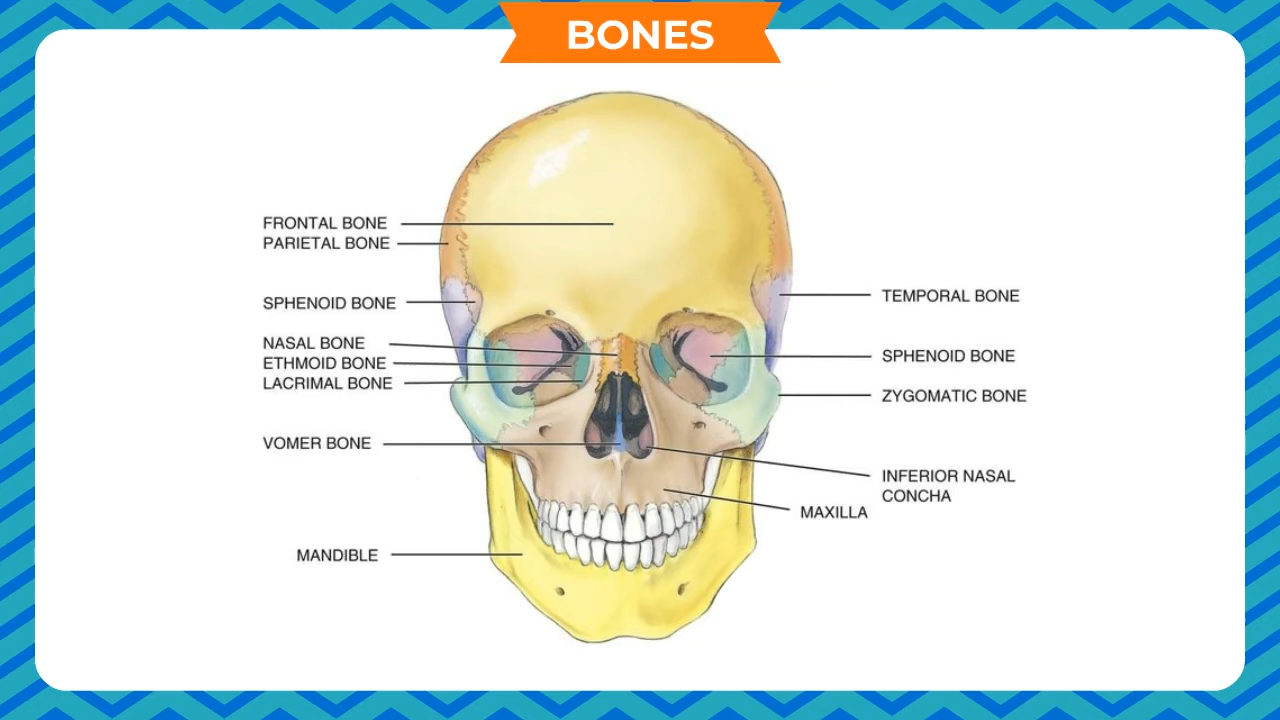 BONES
FRONTAL BONE
PARIETAL BONE
SPHENOID BONE
NASAL BONE
ETHMOID BONE
LACRIMAL BONE
VOMER BONE
MANDIBLE
TEMPORAL BONE
SPHENOID BONE
ZYGOMATIC BONE
INFERIOR NASAL
CONCHA
MAXILLA